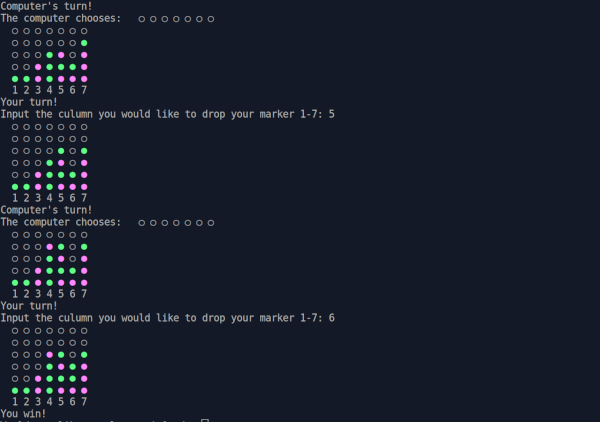 Computer's turn!
The computer chooses:
1 2 3 4 5 6 7
Your turn!
Input the culumn you would like to drop your marker 1-7: 5
1 2 3 4 5 6 7
Computer's turn!
The computer chooses:
1 2 3 4 5 6 7
Your turn!
Input the culumn you would like to drop your marker 1-7: 6
1 2 3 4 5 6 7
You win!